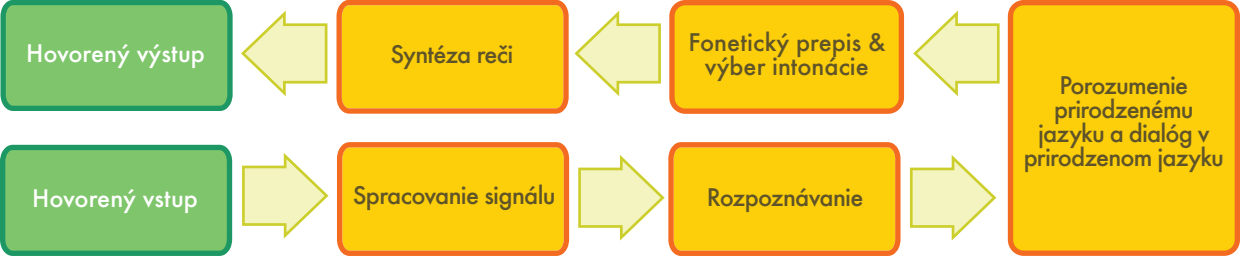 Hovorený výstup
Syntéza reči
Fonetický prepis &
výber intonácie
Porozumenie
prirodzenému
jazyku a dialóg v
prirodzenom jazyku
Hovorený vstup
Spracovanie signálu
Rozpoznávanie